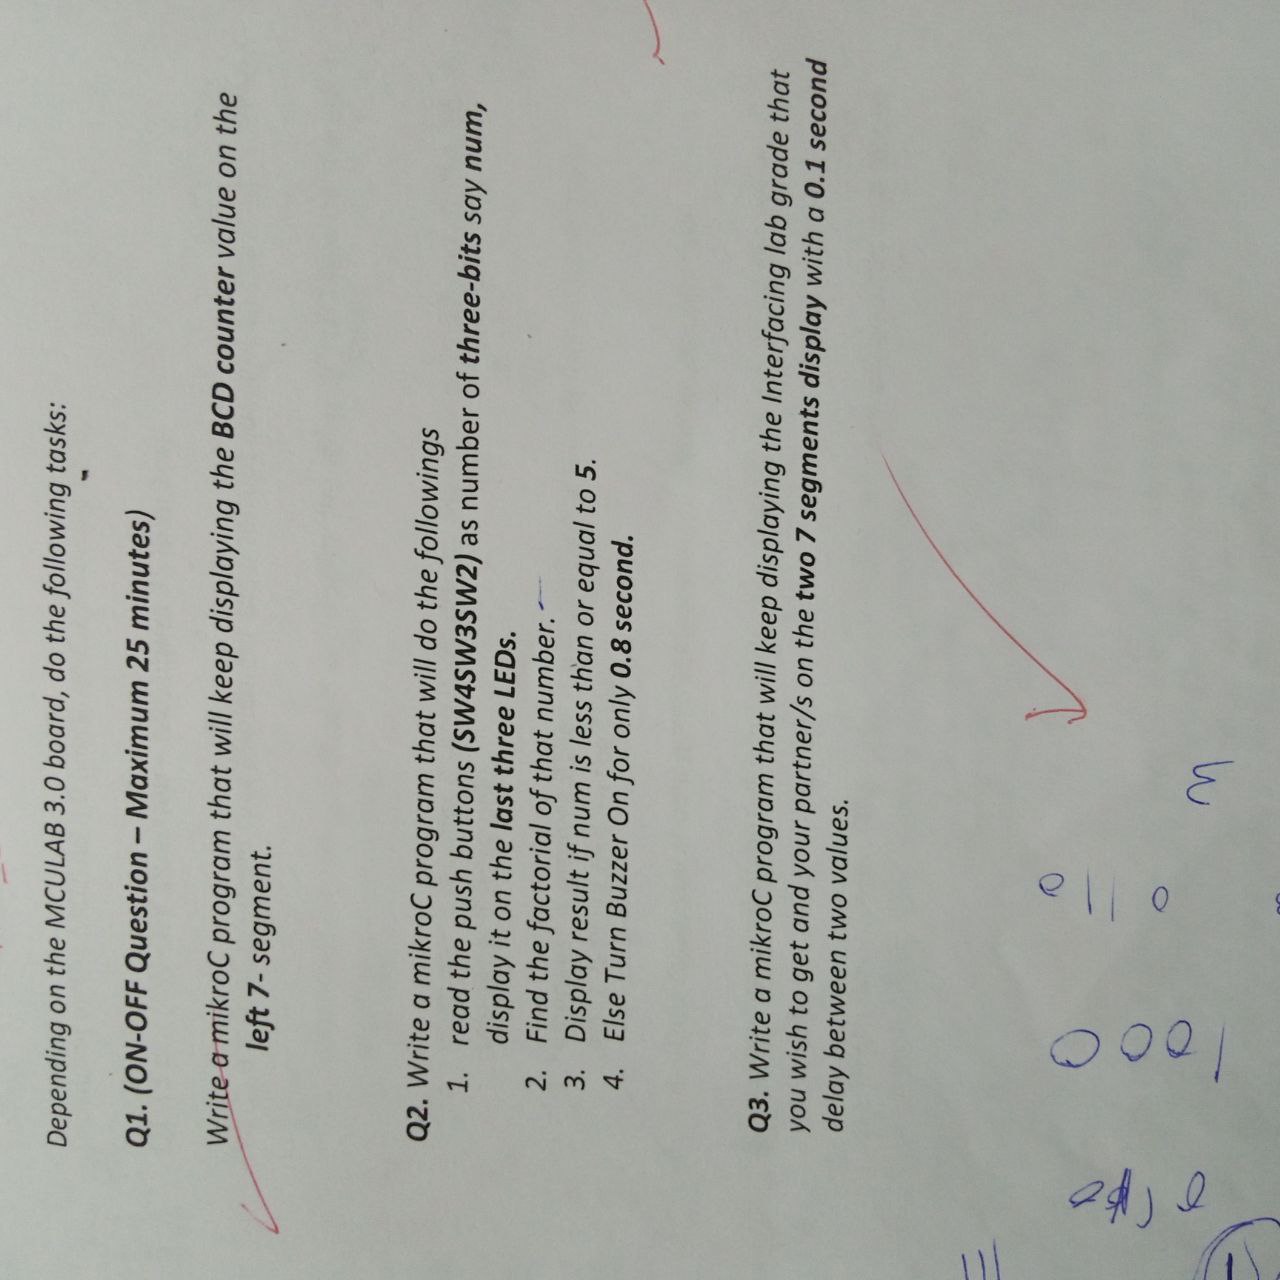 Depending on the MCULAB 3.0 board, do the following tasks:
Q1. (ON-OFF Question – Maximum 25 minutes)
Write a mikroC program that will keep displaying the BCD counter value on the
left 7- segment.
Q2. Write a mikroC program that will do the followings
1. read the push buttons (SW4SW3SW2) as number of three-bits say num,
display it on the last three LEDs.
2. Find the factorial of that number.
3. Display result if num is less than or equal to 5.
4. Else Turn Buzzer On for only 0.8 second.
Q3. Write a mikroC program that will keep displaying the Interfacing lab grade that
you wish to get and your partner/s on the two 7 segments display with a 0.1 second
delay between two values.
1000
0110
3